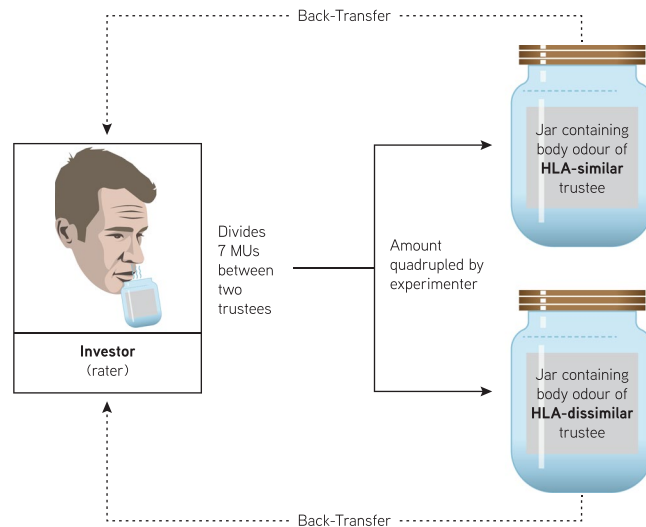 Back-Transfer
Jar containing
body odour of
HLA-similar
trustee
Divides
7 MUs
between
two
trustees
Amount
quadrupled by
experimenter
Investor
(rater)
Jar containing
body odour of
HLA-dissimilar
trustee
Back-Transfer